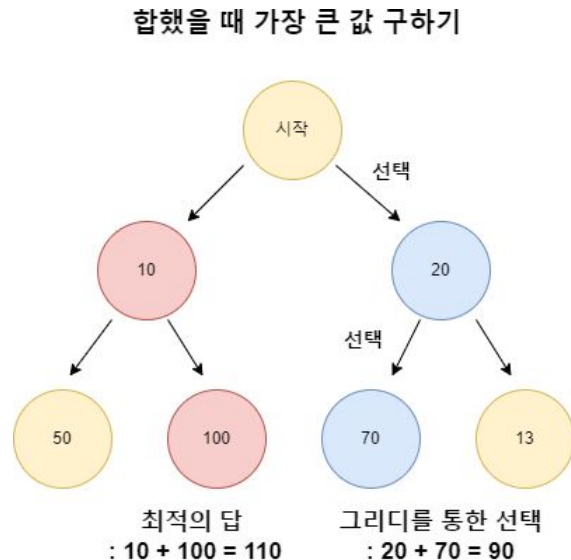 합했을 때 가장 큰 값 구하기
시작
선택
10
20
선택
50
100
70
13
최적의 답
: 10 + 100 = 110
그리디를 통한 선택
: 20 + 70 = 90